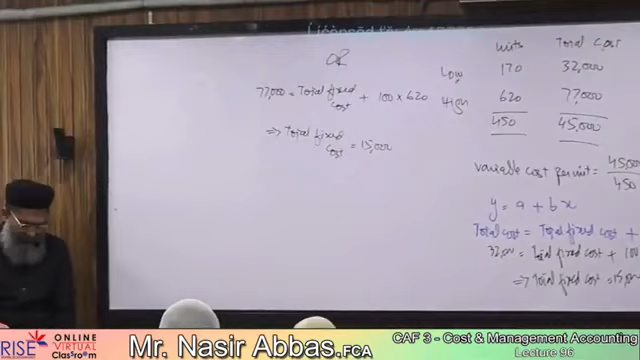 OR
77,000 = Total fixed cost + 100 × 620
⇒ Total fixed cost = 15,000
units Total Cost
Low 170 32,000
High 620 77,000
450 45,000
variable cost per unit = 45,000
450
y = a + bx
Total cost = Total fixed cost +
32,000 = Total fixed cost + 100
⇒ Total fixed cost = 15,000
RISE ONLINE VIRTUAL Classroom
Mr. Nasir Abbas.FCA
CAF 3 - Cost & Management Accounting
Lecture 96